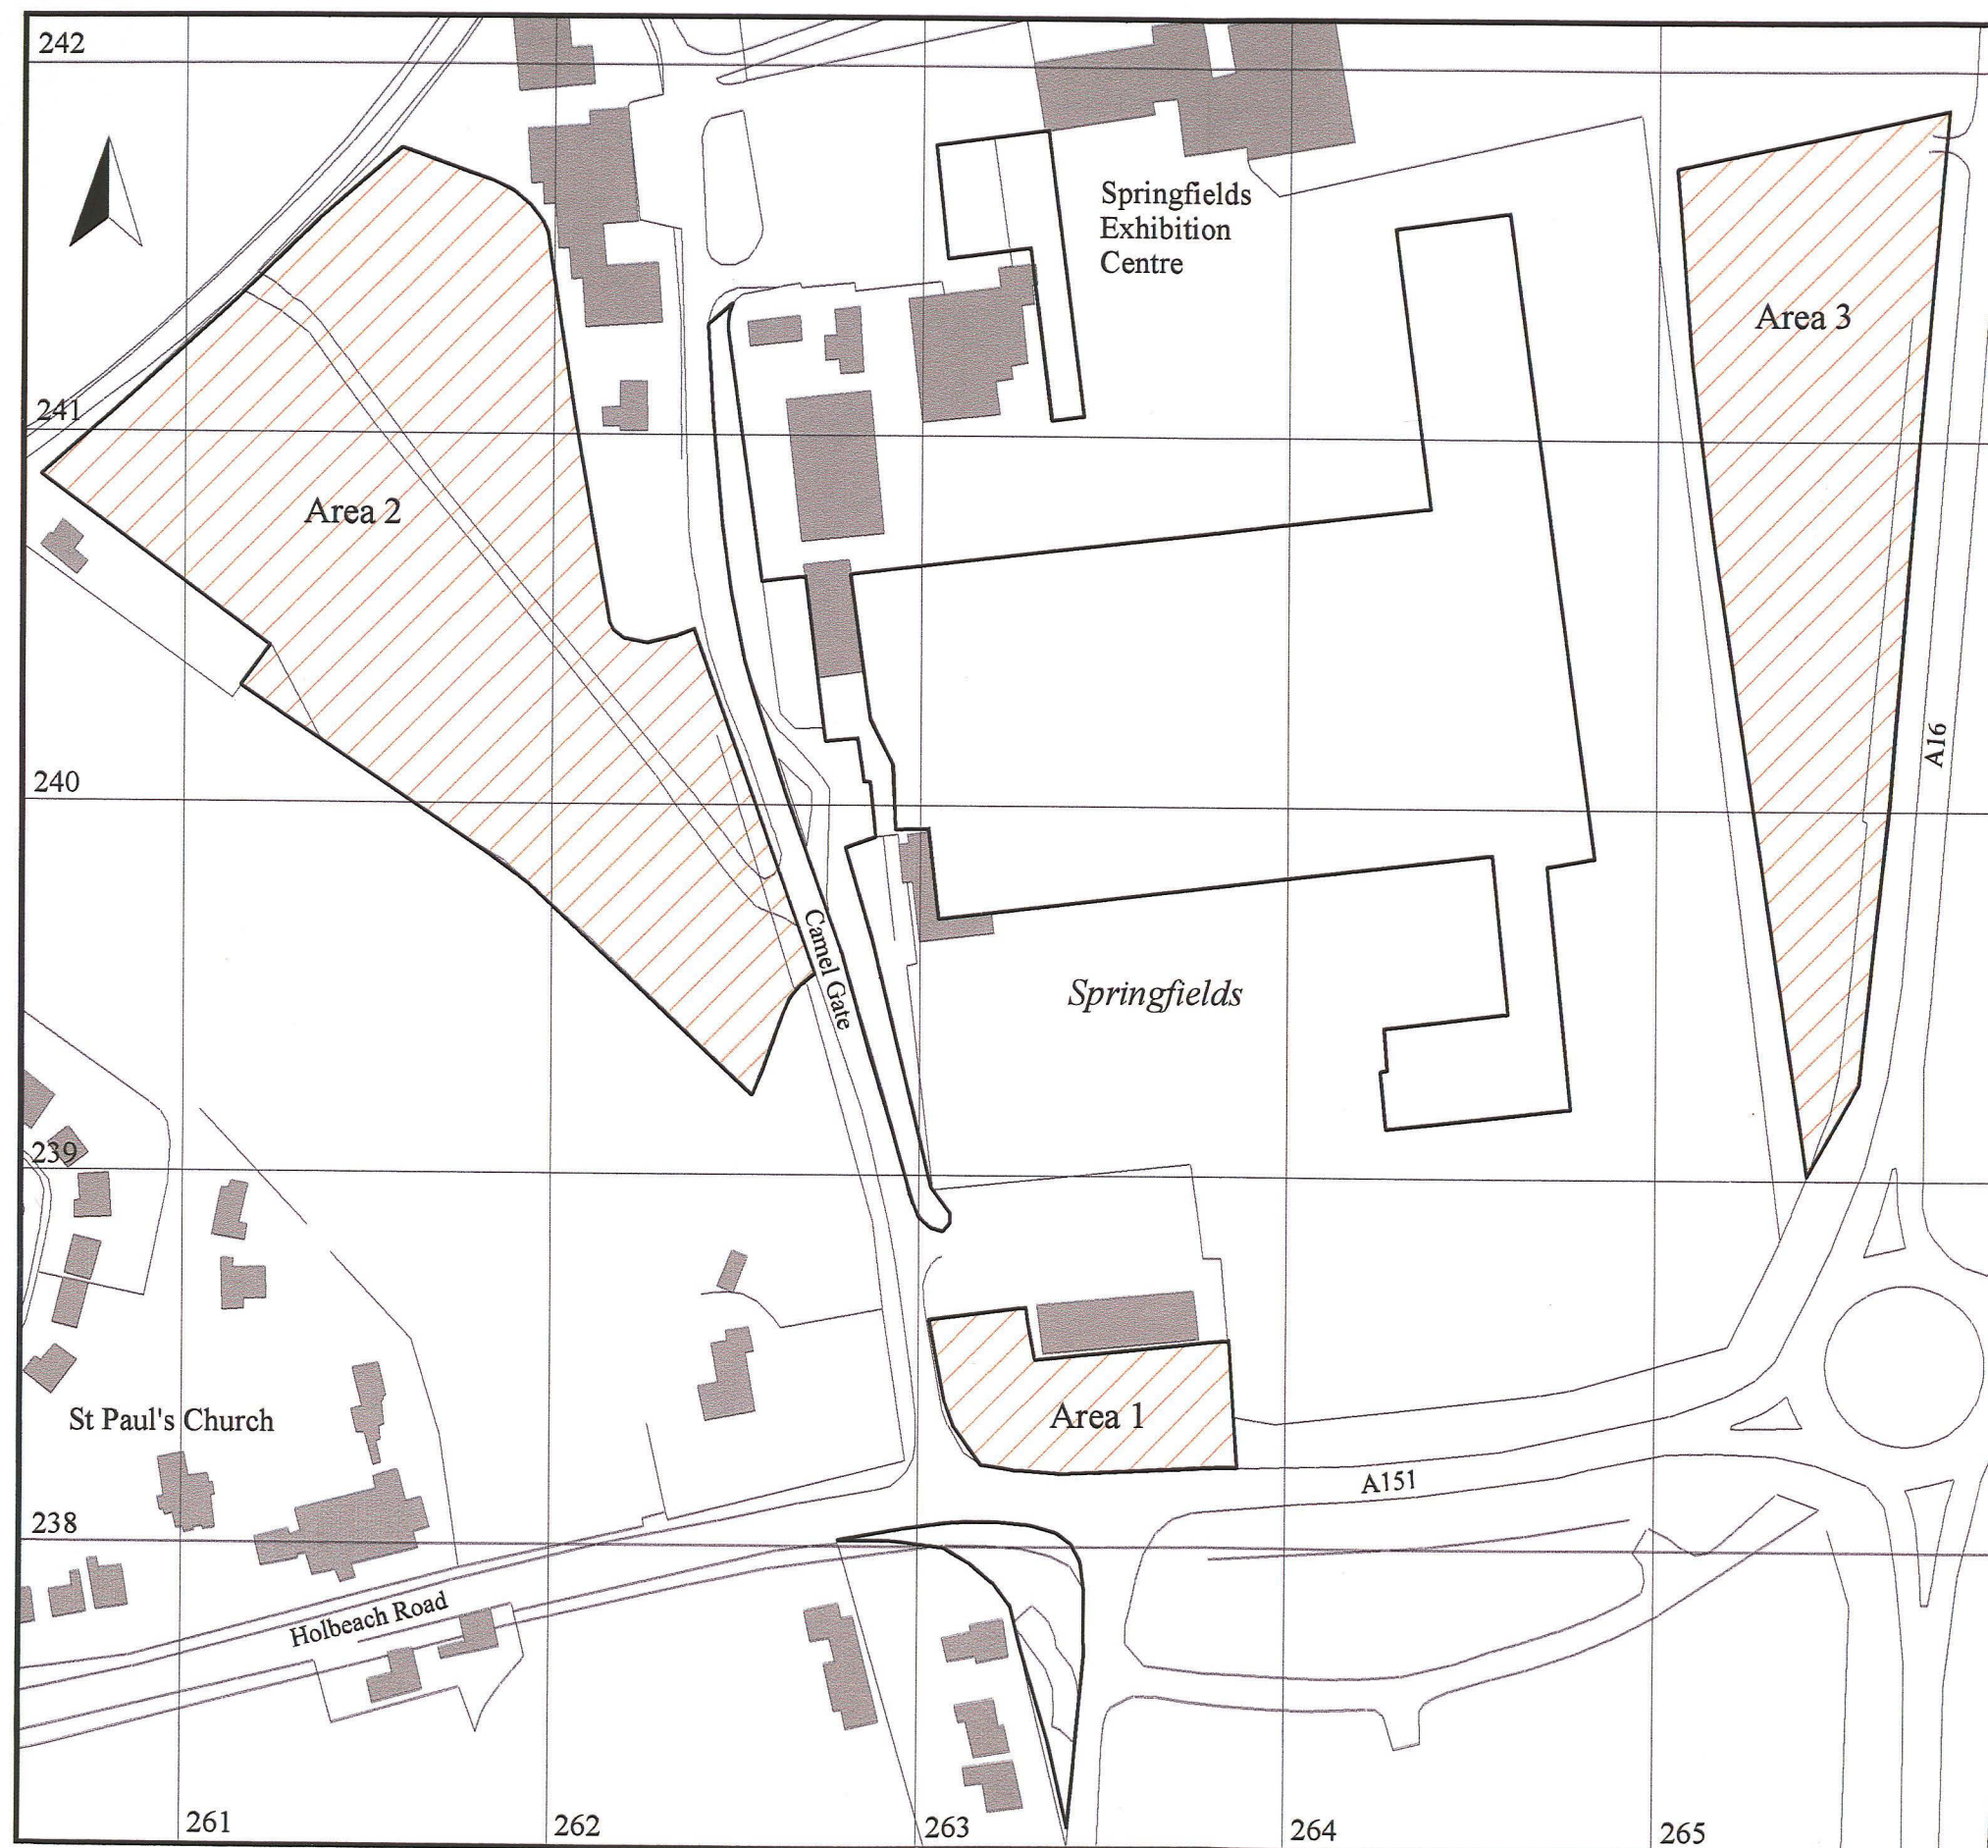 242
Springfields
Exhibition
Centre
Area 3
241
Area 2
A16
240
Camel Gate
Springfields
239
Area 1
St Paul's Church
A151
238
Holbeach Road
261
262
263
264
265